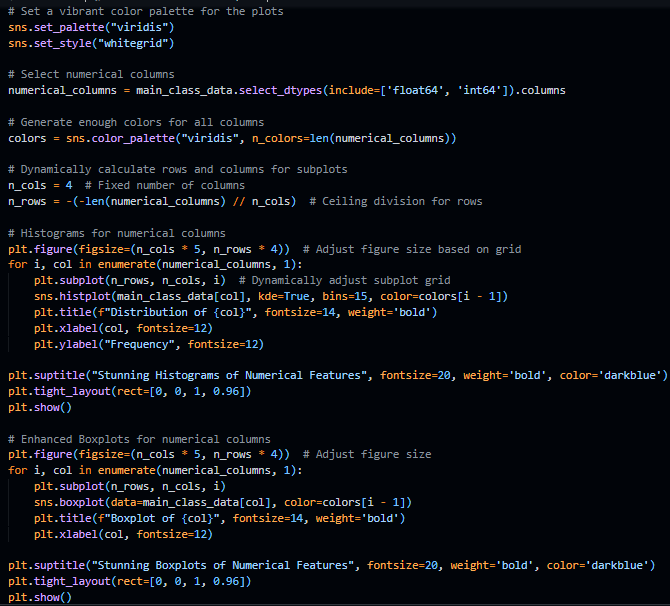 # Set a vibrant color palette for the plots
sns.set_palette("viridis")
sns.set_style("whitegrid")

# Select numerical columns
numerical_columns = main_class_data.select_dtypes(include=['float64', 'int64']).columns

# Generate enough colors for all columns
colors = sns.color_palette("viridis", n_colors=len(numerical_columns))

# Dynamically calculate rows and columns for subplots
n_cols = 4  # Fixed number of columns
n_rows = -(-len(numerical_columns) // n_cols)  # Ceiling division for rows

# Histograms for numerical columns
plt.figure(figsize=(n_cols * 5, n_rows * 4))  # Adjust figure size based on grid
for i, col in enumerate(numerical_columns, 1):
    plt.subplot(n_rows, n_cols, i)  # Dynamically adjust subplot grid
    sns.histplot(main_class_data[col], kde=True, bins=15, color=colors[i - 1])
    plt.title(f"Distribution of {col}", fontsize=14, weight='bold')
    plt.xlabel(col, fontsize=12)
    plt.ylabel("Frequency", fontsize=12)

plt.suptitle("Stunning Histograms of Numerical Features", fontsize=20, weight='bold', color='darkblue')
plt.tight_layout(rect=[0, 0, 1, 0.96])
plt.show()

# Enhanced Boxplots for numerical columns
plt.figure(figsize=(n_cols * 5, n_rows * 4))  # Adjust figure size
for i, col in enumerate(numerical_columns, 1):
    plt.subplot(n_rows, n_cols, i)
    sns.boxplot(data=main_class_data[col], color=colors[i - 1])
    plt.title(f"Boxplot of {col}", fontsize=14, weight='bold')
    plt.xlabel(col, fontsize=12)

plt.suptitle("Stunning Boxplots of Numerical Features", fontsize=20, weight='bold', color='darkblue')
plt.tight_layout(rect=[0, 0, 1, 0.96])
plt.show()